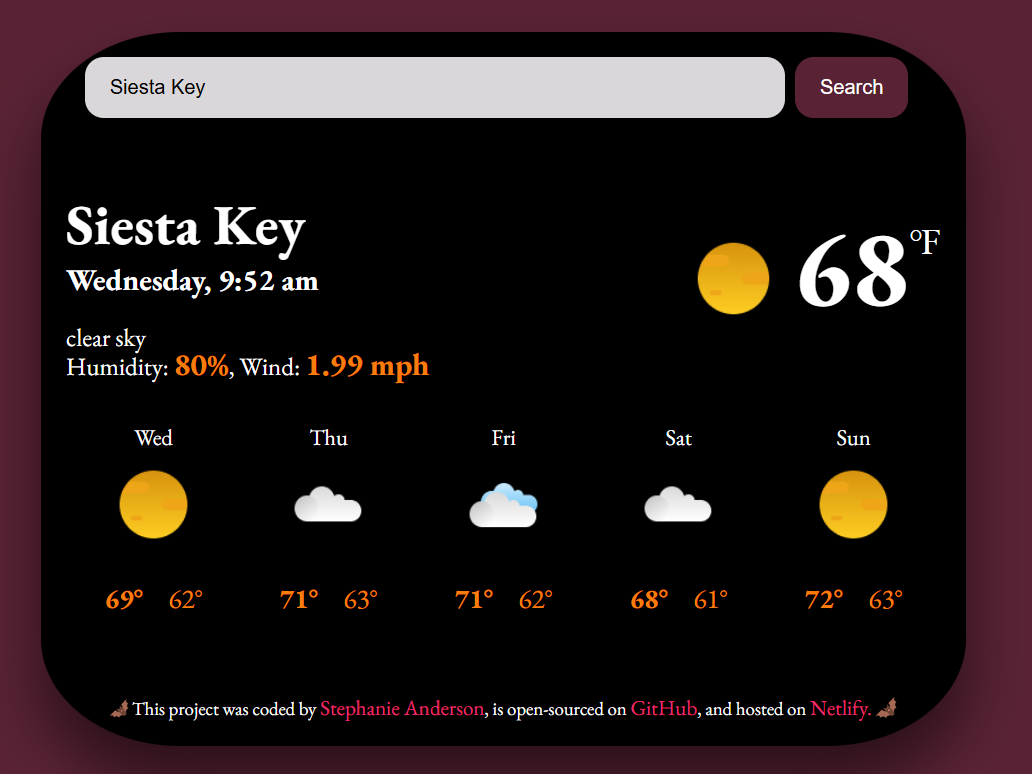 Siesta Key
Search
Siesta Key
Wednesday, 9:52 am
68
°F
clear sky
Humidity: 80%, Wind: 1.99 mph
Wed Thu Fri Sat Sun
69° 62° 71° 63° 71° 62° 68° 61° 72° 63°
This project was coded by Stephanie Anderson, is open-sourced on GitHub, and hosted on Netlify.